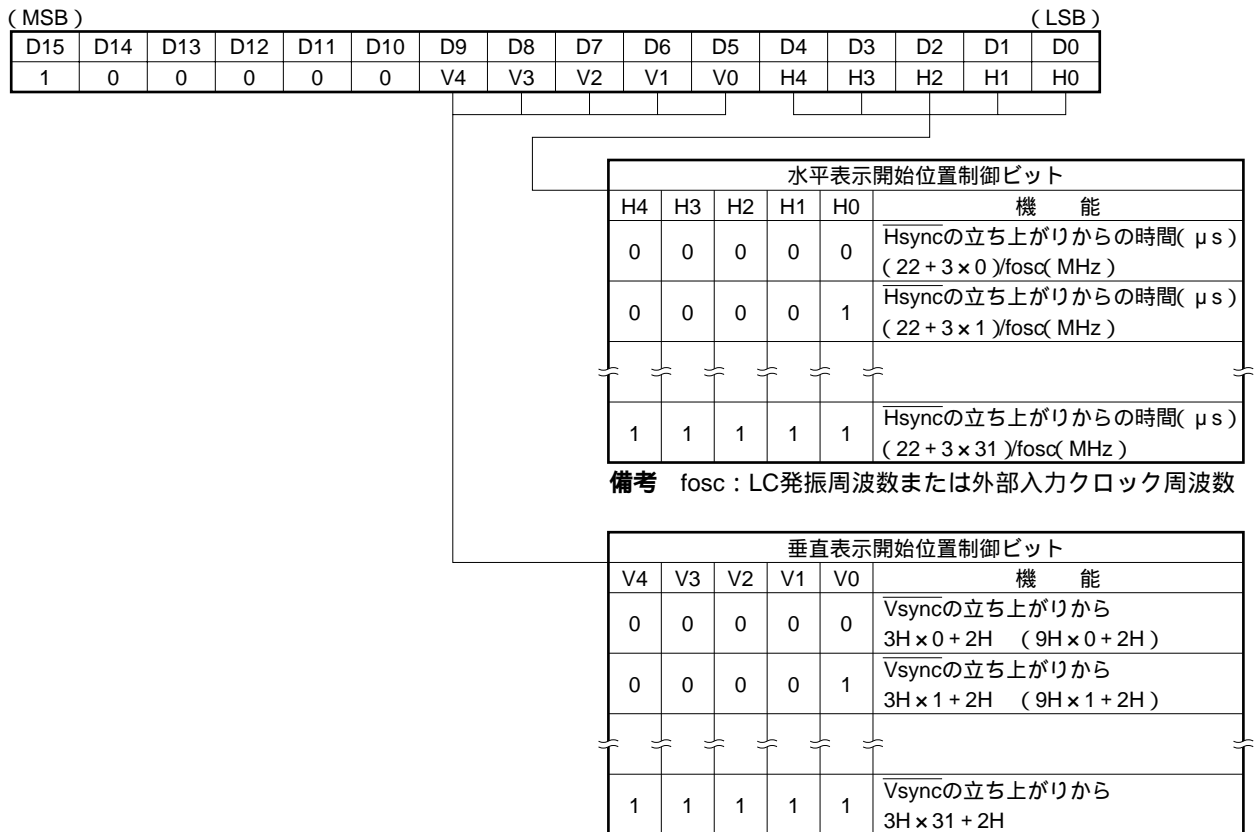 (MSB) (LSB)
D15 D14 D13 D12 D11 D10 D9 D8 D7 D6 D5 D4 D3 D2 D1 D0
1 0 0 0 0 0 V4 V3 V2 V1 V0 H4 H3 H2 H1 H0
水平表示開始位置制御ビット
H4 H3 H2 H1 H0 機 能
0 0 0 0 0 Hsyncの立ち上がりからの時間(μs)
(22+3×0)/fosc(MHz)
0 0 0 0 1 Hsyncの立ち上がりからの時間(μs)
(22+3×1)/fosc(MHz)
1 1 1 1 1 Hsyncの立ち上がりからの時間(μs)
(22+3×31)/fosc(MHz)
備考 fosc：LC発振周波数または外部入力クロック周波数
垂直表示開始位置制御ビット
V4 V3 V2 V1 V0 機 能
0 0 0 0 0 Vsyncの立ち上がりから
3H×0+2H (9H×0+2H)
0 0 0 0 1 Vsyncの立ち上がりから
3H×1+2H (9H×1+2H)
1 1 1 1 1 Vsyncの立ち上がりから
3H×31+2H